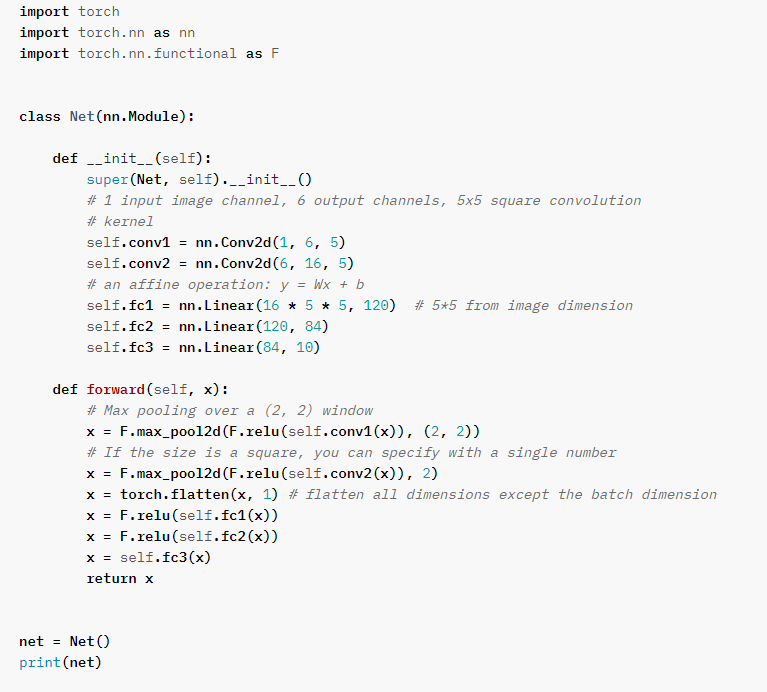 import torch
import torch.nn as nn
import torch.nn.functional as F
class Net(nn.Module):
    def __init__(self):
        super(Net, self).__init__()
        # 1 input image channel, 6 output channels, 5x5 square convolution
        # kernel
        self.conv1 = nn.Conv2d(1, 6, 5)
        self.conv2 = nn.Conv2d(6, 16, 5)
        # an affine operation: y = Wx + b
        self.fc1 = nn.Linear(16 * 5 * 5, 120)  # 5*5 from image dimension
        self.fc2 = nn.Linear(120, 84)
        self.fc3 = nn.Linear(84, 10)
    def forward(self, x):
        # Max pooling over a (2, 2) window
        x = F.max_pool2d(F.relu(self.conv1(x)), (2, 2))
        # If the size is a square, you can specify with a single number
        x = F.max_pool2d(F.relu(self.conv2(x)), 2)
        x = torch.flatten(x, 1) # flatten all dimensions except the batch dimension
        x = F.relu(self.fc1(x))
        x = F.relu(self.fc2(x))
        x = self.fc3(x)
        return x
net = Net()
print(net)